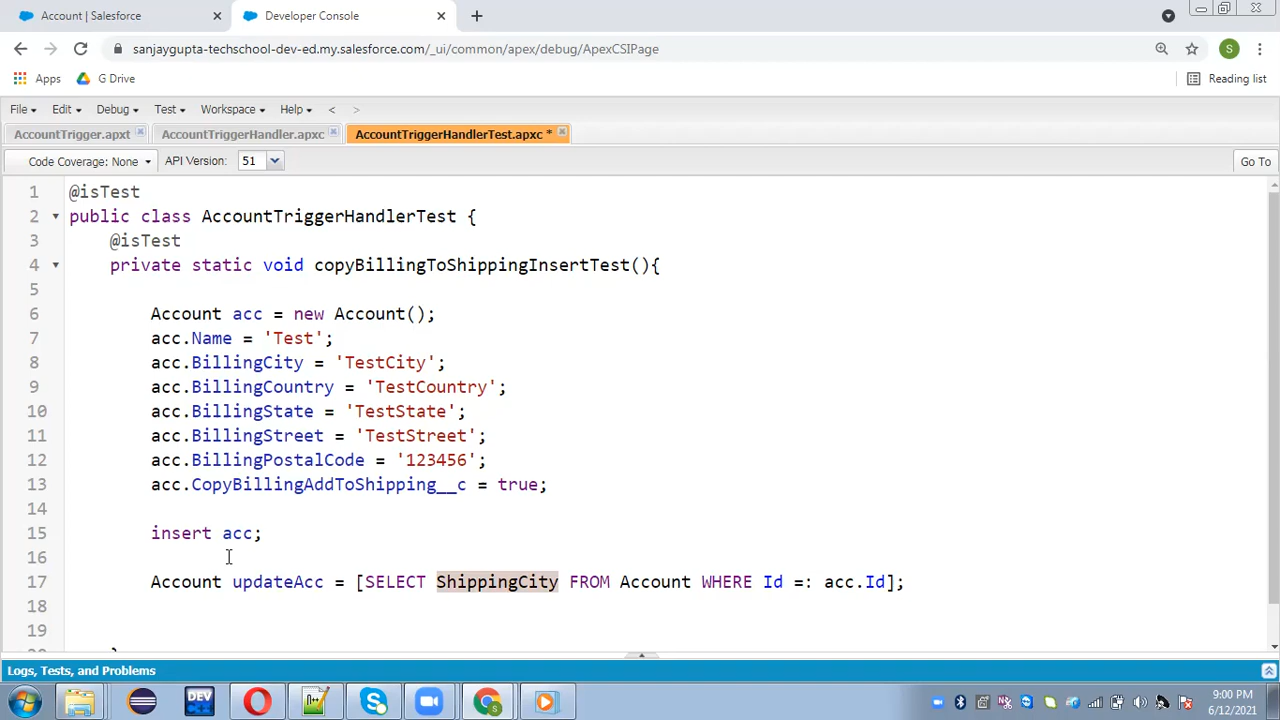 Account | Salesforce
Developer Console
sanjaygupta-techschool-dev-ed.my.salesforce.com/_ui/common/apex/debug/ApexCSIPage
S
Apps
G Drive
Reading list
File
Edit
Debug
Test
Workspace
Help
<
>
AccountTrigger.apxt
AccountTriggerHandler.apxc
AccountTriggerHandlerTest.apxc *
Code Coverage: None
API Version:
51
Go To
1 @isTest
2 public class AccountTriggerHandlerTest {
3 @isTest
4 private static void copyBillingToShippingInsertTest(){
5
6 Account acc = new Account();
7 acc.Name = 'Test';
8 acc.BillingCity = 'TestCity';
9 acc.BillingCountry = 'TestCountry';
10 acc.BillingState = 'TestState';
11 acc.BillingStreet = 'TestStreet';
12 acc.BillingPostalCode = '123456';
13 acc.CopyBillingAddToShipping__c = true;
14
15 insert acc;
16
17 Account updateAcc = [SELECT ShippingCity FROM Account WHERE Id =: acc.Id];
18
19
Logs, Tests, and Problems
DEV
9:00 PM
6/12/2021